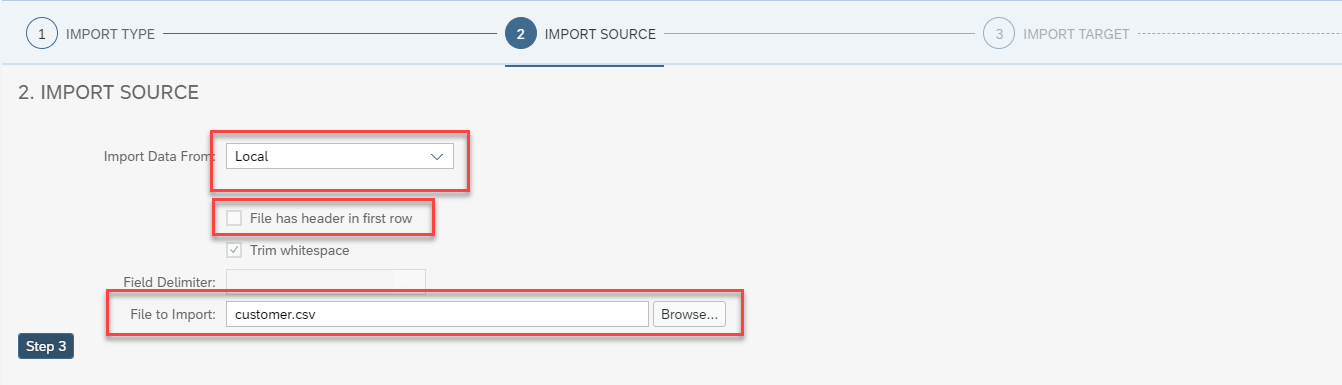 1 IMPORT TYPE 2 IMPORT SOURCE 3 IMPORT TARGET
2. IMPORT SOURCE
Import Data From: Local
File has header in first row
Trim whitespace
Field Delimiter:
File to Import: customer.csv Browse...
Step 3